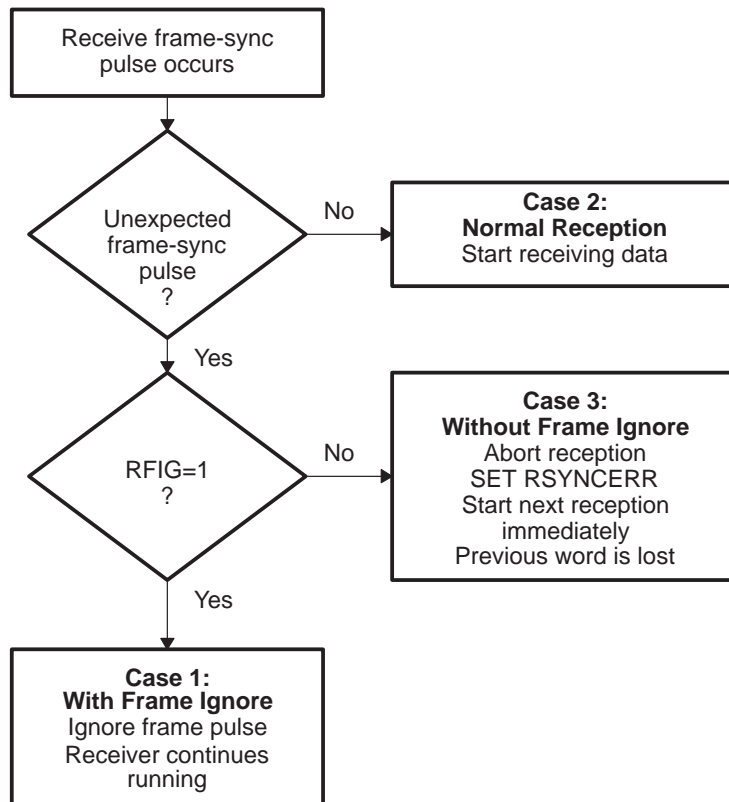 Receive frame-sync
pulse occurs
Unexpected
frame-sync
pulse
?
No
Case 2:
Normal Reception
Start receiving data
Yes
RFIG=1
?
No
Case 3:
Without Frame Ignore
Abort reception
SET RSYNCERR
Start next reception
immediately
Previous word is lost
Yes
Case 1:
With Frame Ignore
Ignore frame pulse
Receiver continues
running